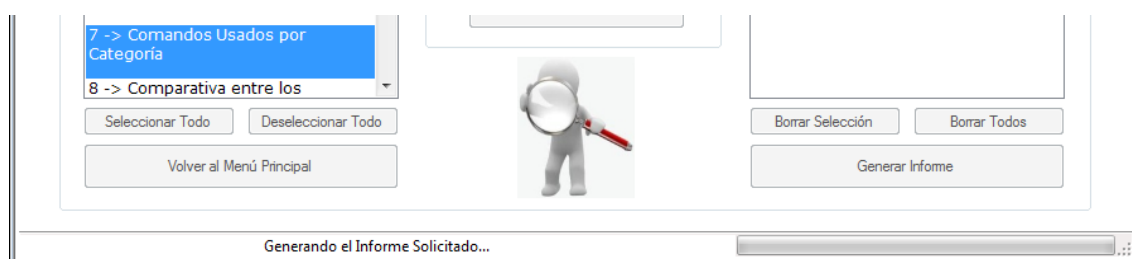 7 -> Comandos Usados por
Categoría
8 -> Comparativa entre los
Seleccionar Todo
Deseleccionar Todo
Borrar Selección
Borrar Todos
Volver al Menú Principal
Generar Informe
Generando el Informe Solicitado...